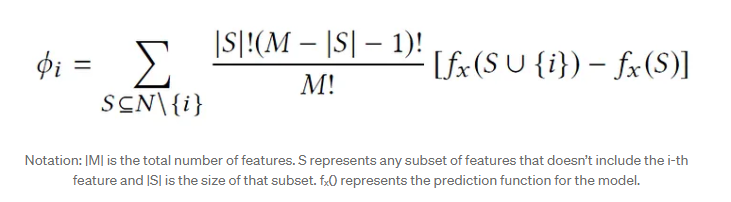 ϕi = ∑ S⊆N\{i} |S|!(M – |S| – 1)! / M! [fx(S ∪ {i}) – fx(S)]
Notation: |M| is the total number of features. S represents any subset of features that doesn't include the i-th
feature and |S| is the size of that subset. fx() represents the prediction function for the model.